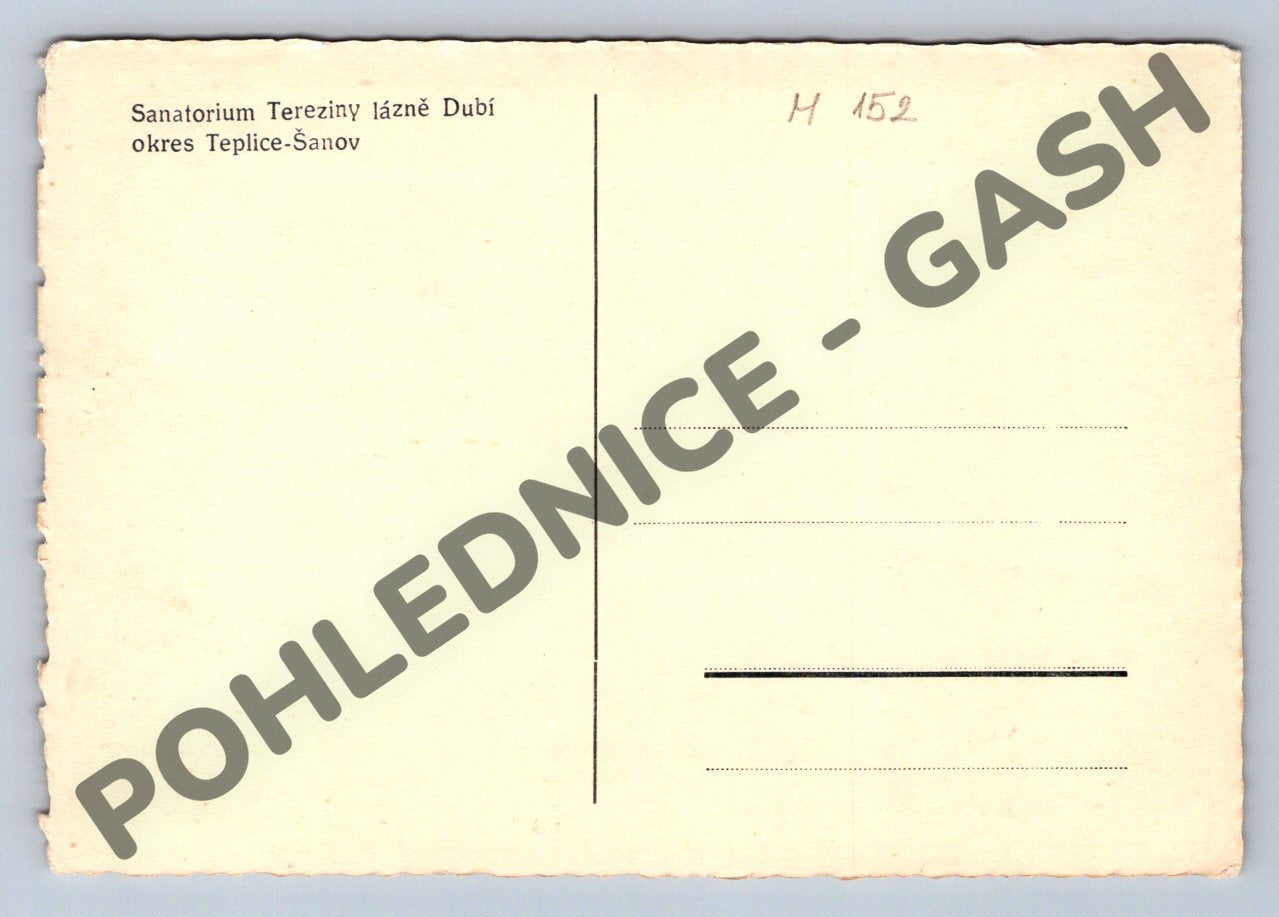 Sanatorium Tereziny lázně Dubí
okres Teplice-Šanov
M 152
POHLEDNICE - GASH